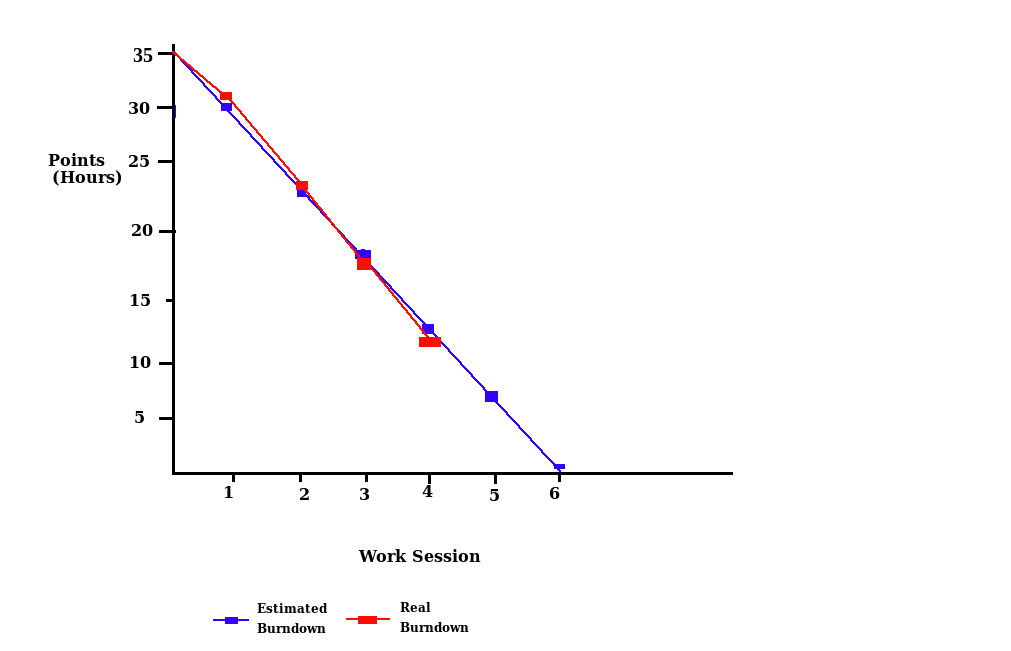 35
30
Points
(Hours)
25
20
15
10
5
1 2 3 4 5 6
Work Session
Estimated
Burndown
Real
Burndown